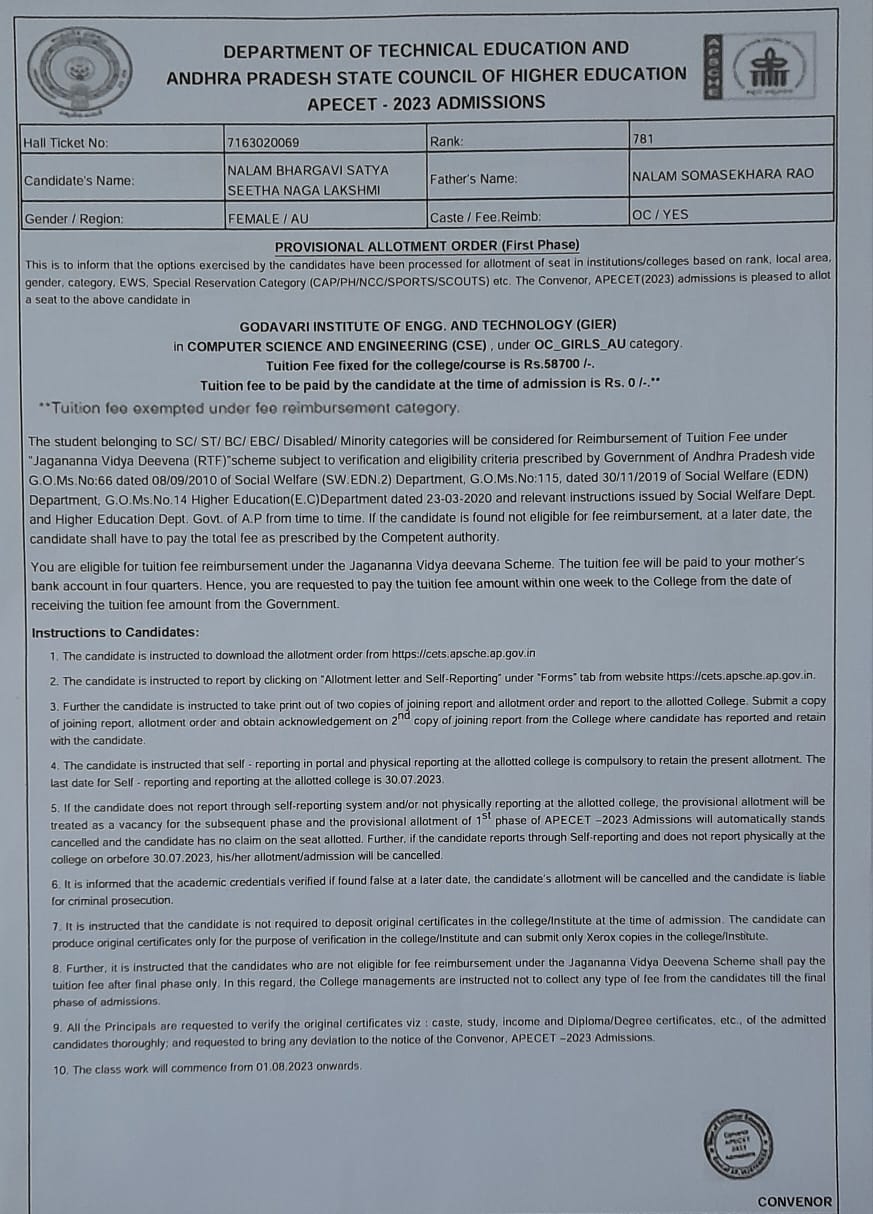 DEPARTMENT OF TECHNICAL EDUCATION AND
ANDHRA PRADESH STATE COUNCIL OF HIGHER EDUCATION
APECET - 2023 ADMISSIONS
APSCHE
Hall Ticket No: 7163020069 Rank: 781
Candidate's Name: NALAM BHARGAVI SATYA
SEETHA NAGA LAKSHMI Father's Name: NALAM SOMASEKHARA RAO
Gender / Region: FEMALE / AU Caste / Fee.Reimb: OC / YES
PROVISIONAL ALLOTMENT ORDER (First Phase)
This is to inform that the options exercised by the candidates have been processed for allotment of seat in institutions/colleges based on rank, local area,
gender, category, EWS, Special Reservation Category (CAP/PH/NCC/SPORTS/SCOUTS) etc. The Convenor, APECET(2023) admissions is pleased to allot
a seat to the above candidate in
GODAVARI INSTITUTE OF ENGG. AND TECHNOLOGY (GIER)
in COMPUTER SCIENCE AND ENGINEERING (CSE) , under OC_GIRLS_AU category.
Tuition Fee fixed for the college/course is Rs.58700 /-.
Tuition fee to be paid by the candidate at the time of admission is Rs. 0 /-.**
**Tuition fee exempted under fee reimbursement category.
The student belonging to SC/ ST/ BC/ EBC/ Disabled/ Minority categories will be considered for Reimbursement of Tuition Fee under
"Jagananna Vidya Deevena (RTF)"scheme subject to verification and eligibility criteria prescribed by Government of Andhra Pradesh vide
G.O.Ms.No:66 dated 08/09/2010 of Social Welfare (SW.EDN.2) Department, G.O.Ms.No:115, dated 30/11/2019 of Social Welfare (EDN)
Department, G.O.Ms.No.14 Higher Education(E.C)Department dated 23-03-2020 and relevant instructions issued by Social Welfare Dept.
and Higher Education Dept. Govt. of A.P from time to time. If the candidate is found not eligible for fee reimbursement, at a later date, the
candidate shall have to pay the total fee as prescribed by the Competent authority.
You are eligible for tuition fee reimbursement under the Jagananna Vidya deevana Scheme. The tuition fee will be paid to your mother's
bank account in four quarters. Hence, you are requested to pay the tuition fee amount within one week to the College from the date of
receiving the tuition fee amount from the Government.
Instructions to Candidates:
1. The candidate is instructed to download the allotment order from https://cets.apsche.ap.gov.in
2. The candidate is instructed to report by clicking on "Allotment letter and Self-Reporting" under "Forms" tab from website https://cets.apsche.ap.gov.in.
3. Further the candidate is instructed to take print out of two copies of joining report and allotment order and report to the allotted College. Submit a copy
of joining report, allotment order and obtain acknowledgement on 2nd copy of joining report from the College where candidate has reported and retain
with the candidate.
4. The candidate is instructed that self - reporting in portal and physical reporting at the allotted college is compulsory to retain the present allotment. The
last date for Self - reporting and reporting at the allotted college is 30.07.2023.
5. If the candidate does not report through self-reporting system and/or not physically reporting at the allotted college, the provisional allotment will be
treated as a vacancy for the subsequent phase and the provisional allotment of 1st phase of APECET –2023 Admissions will automatically stands
cancelled and the candidate has no claim on the seat allotted. Further, if the candidate reports through Self-reporting and does not report physically at the
college on orbefore 30.07.2023, his/her allotment/admission will be cancelled.
6. It is informed that the academic credentials verified if found false at a later date, the candidate's allotment will be cancelled and the candidate is liable
for criminal prosecution.
7. It is instructed that the candidate is not required to deposit original certificates in the college/Institute at the time of admission. The candidate can
produce original certificates only for the purpose of verification in the college/Institute and can submit only Xerox copies in the college/Institute.
8. Further, it is instructed that the candidates who are not eligible for fee reimbursement under the Jagananna Vidya Deevena Scheme shall pay the
tuition fee after final phase only. In this regard, the College managements are instructed not to collect any type of fee from the candidates till the final
phase of admissions.
9. All the Principals are requested to verify the original certificates viz : caste, study, income and Diploma/Degree certificates, etc., of the admitted
candidates thoroughly; and requested to bring any deviation to the notice of the Convenor, APECET –2023 Admissions.
10. The class work will commence from 01.08.2023 onwards.
Convenor
APECET
Admissions
CONVENOR